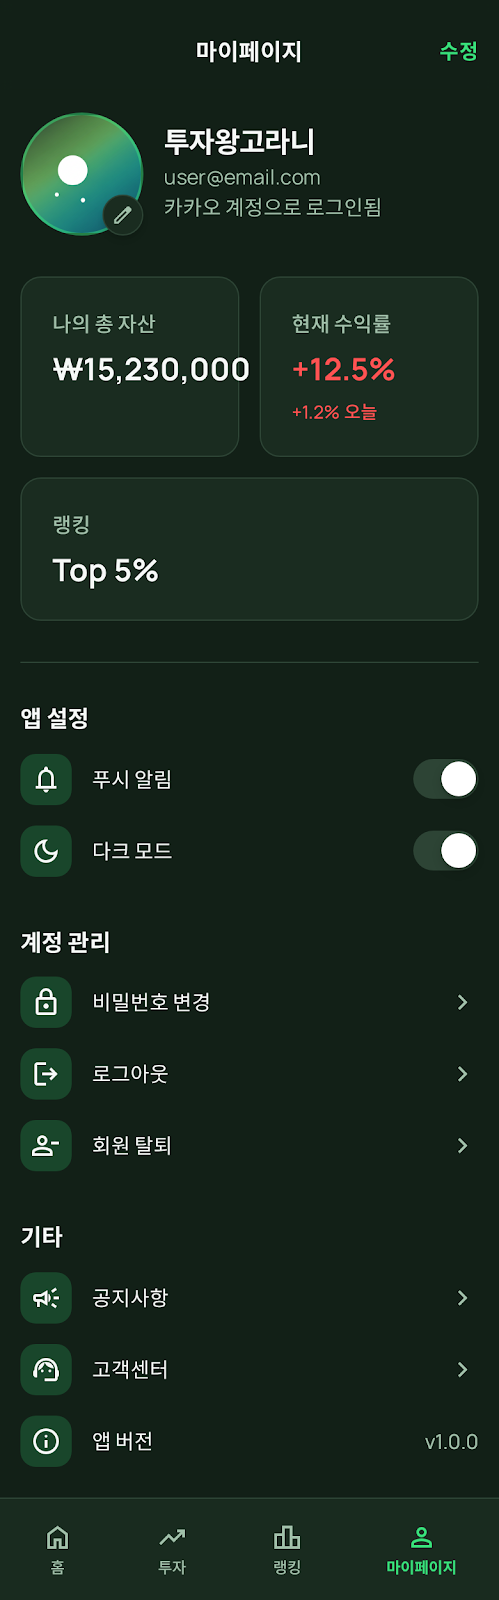 마이페이지
수정
투자왕고라니
user@email.com
카카오 계정으로 로그인됨
나의 총 자산
₩15,230,000
현재 수익률
+12.5%
+1.2% 오늘
랭킹
Top 5%
앱 설정
푸시 알림
다크 모드
계정 관리
비밀번호 변경
로그아웃
회원 탈퇴
기타
공지사항
고객센터
앱 버전
v1.0.0
홈
투자
랭킹
마이페이지